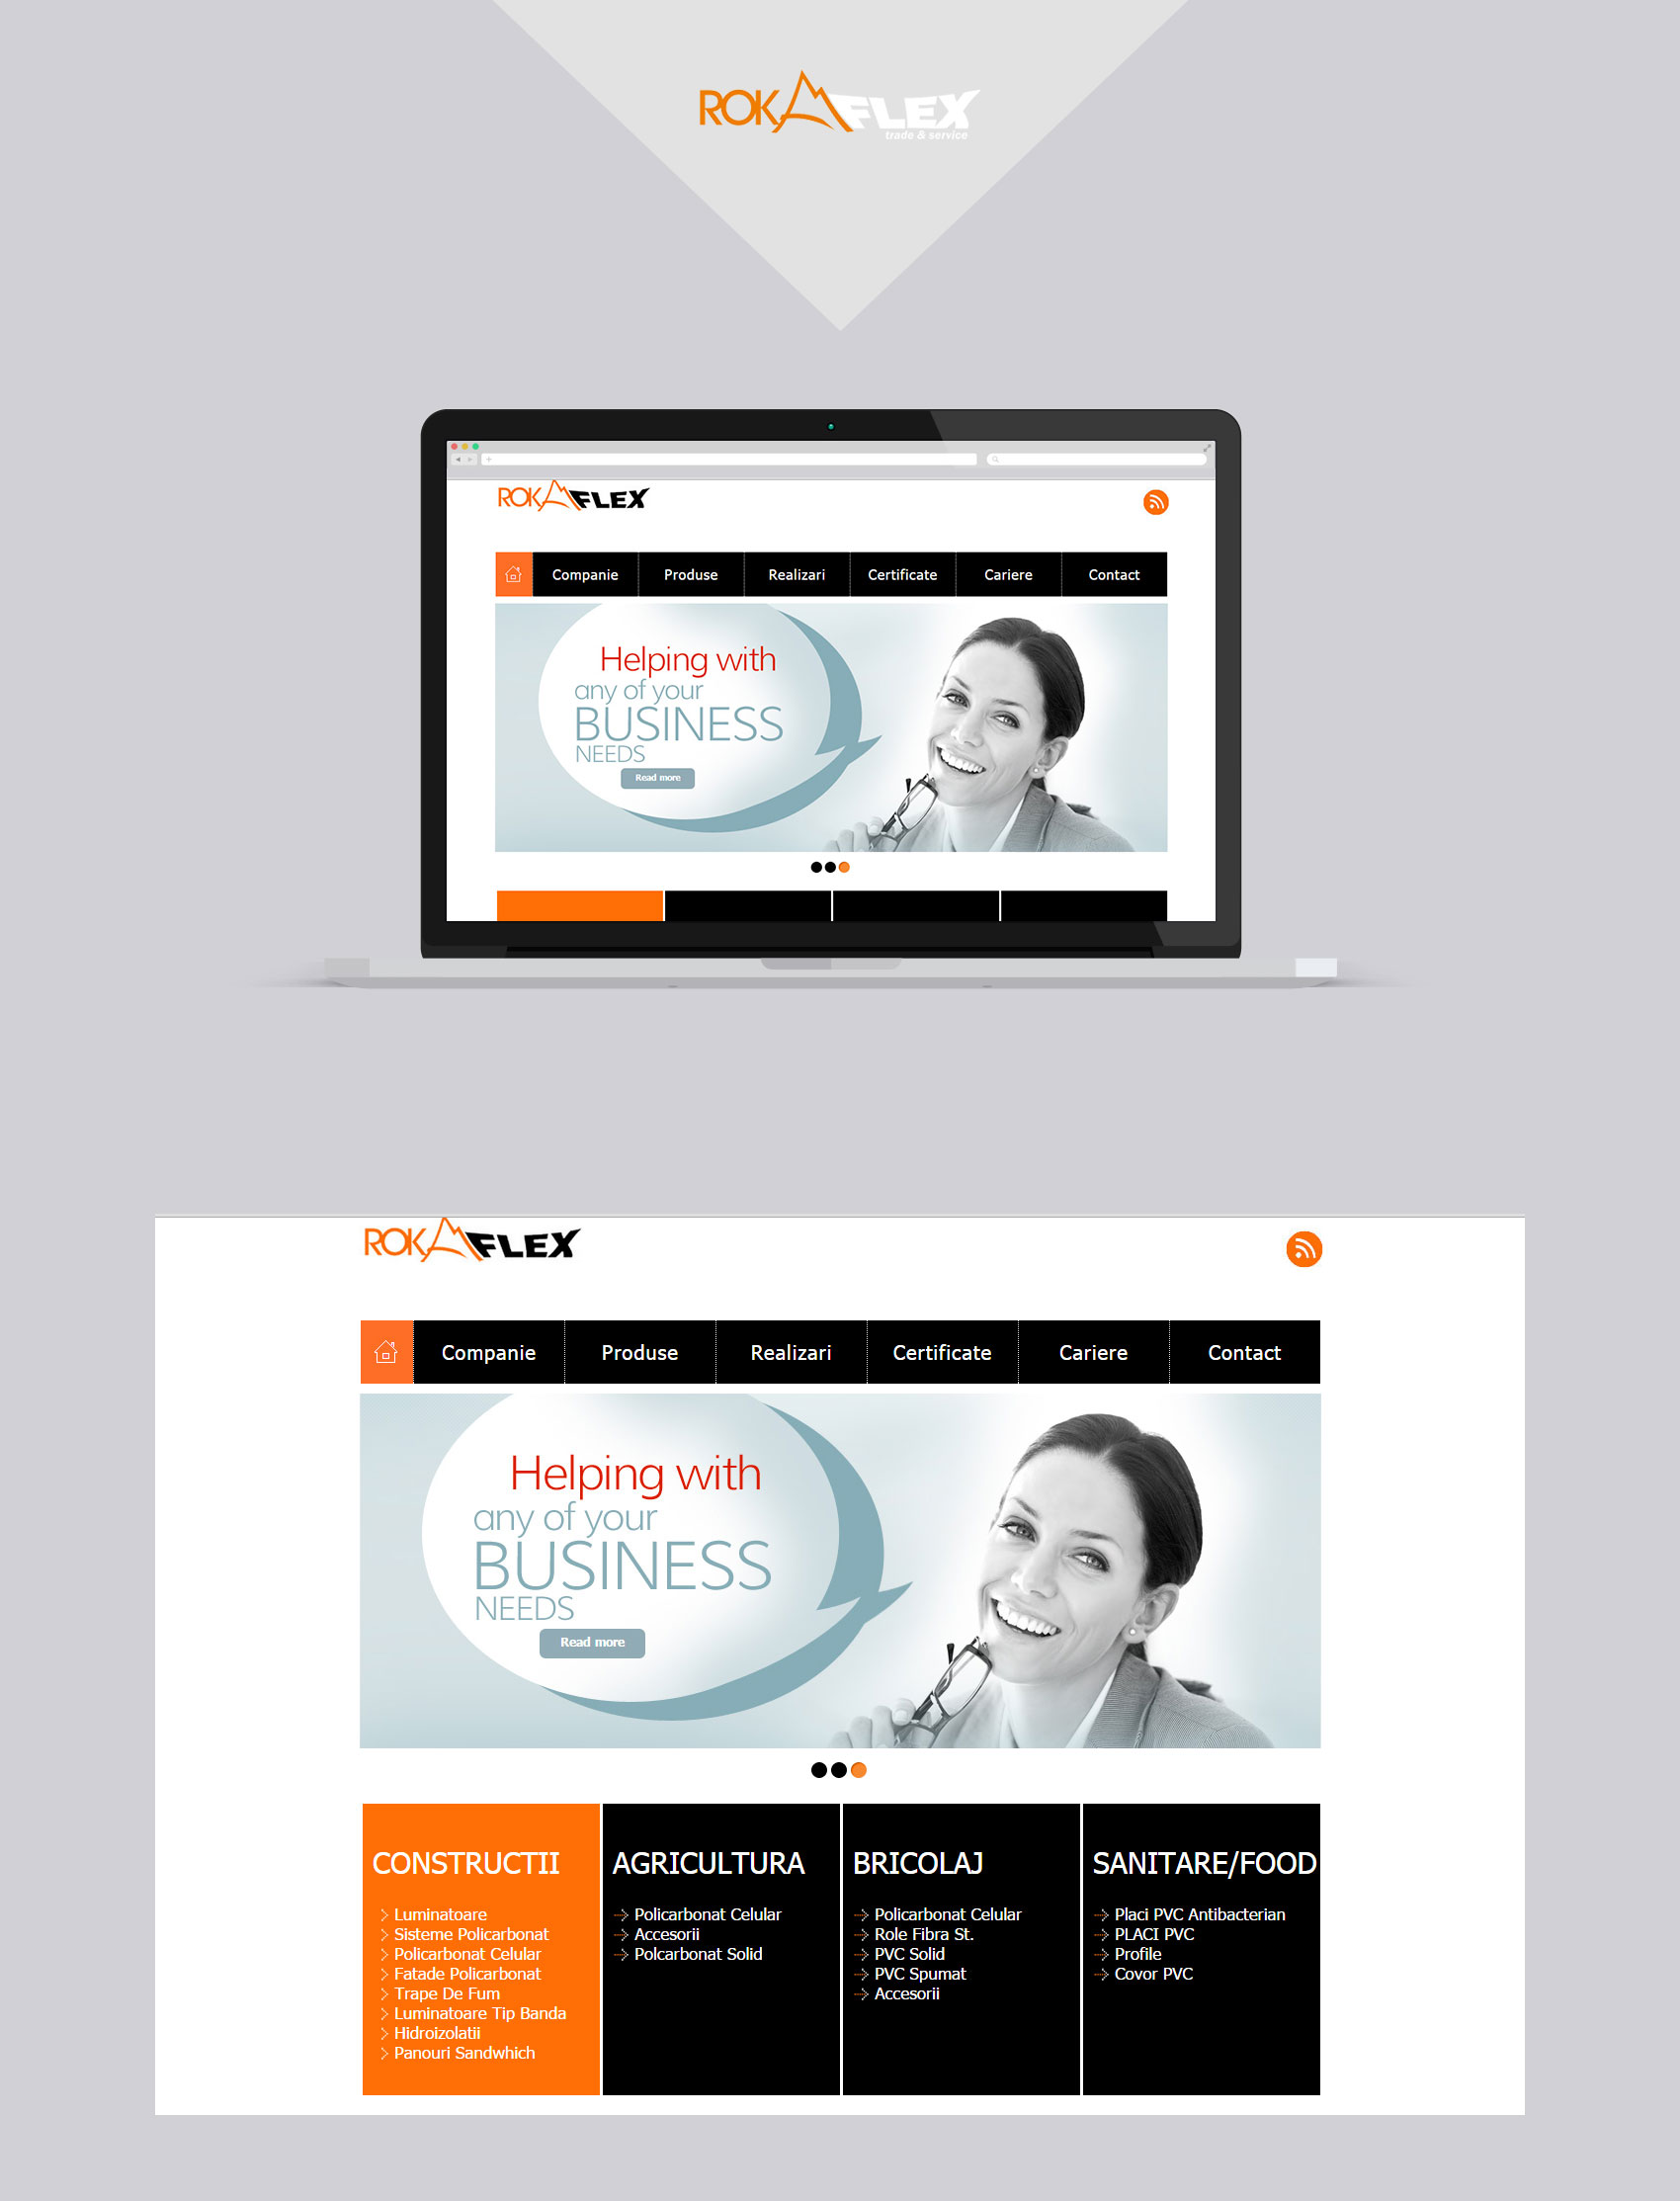 ROKAFLEX
trade & service
ROKAFLEX
Companie Produse Realizari Certificate Cariere Contact
Helping with
any of your
BUSINESS
NEEDS
Read more
ROKAFLEX
Companie Produse Realizari Certificate Cariere Contact
Helping with
any of your
BUSINESS
NEEDS
Read more
CONSTRUCTII
Luminatoare
Sisteme Policarbonat
Policarbonat Celular
Fatade Policarbonat
Trape De Fum
Luminatoare Tip Banda
Hidroizolatii
Panouri Sandwhich
AGRICULTURA
Policarbonat Celular
Accesorii
Polcarbonat Solid
BRICOLAJ
Policarbonat Celular
Role Fibra St.
PVC Solid
PVC Spumat
Accesorii
SANITARE/FOOD
Placi PVC Antibacterian
PLACI PVC
Profile
Covor PVC